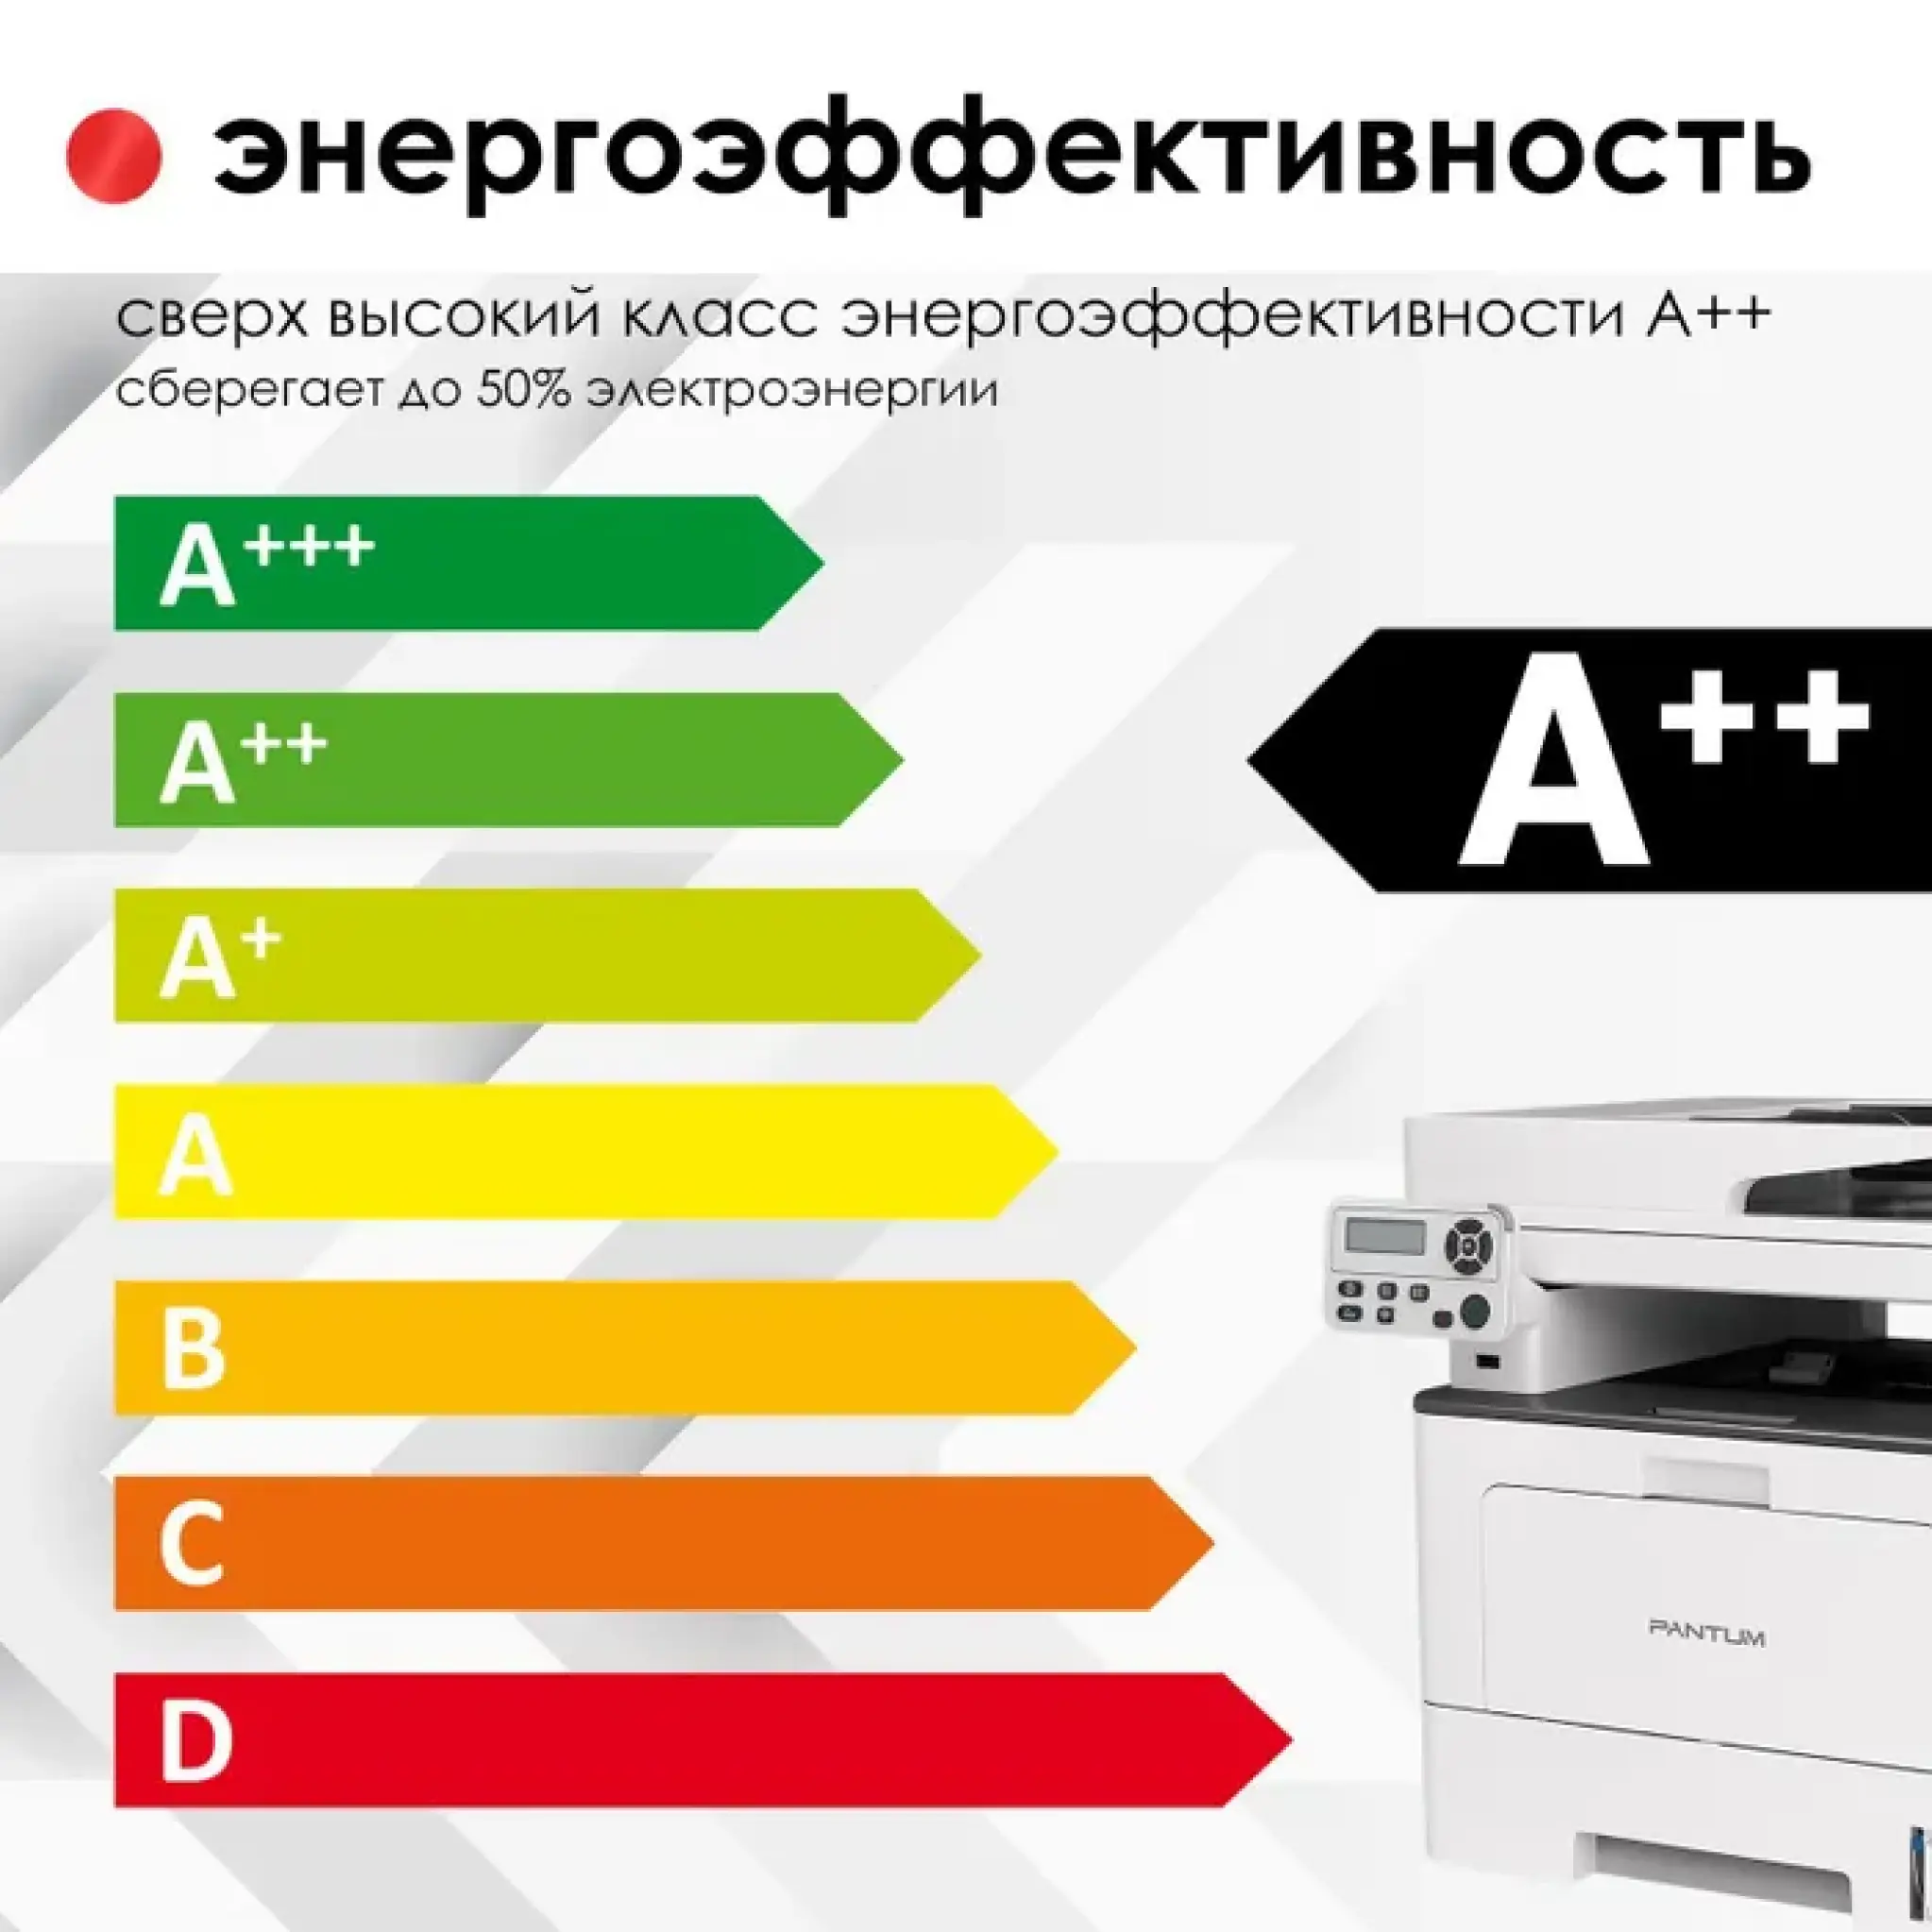 энергоэффективность
сверх высокий класс энергоэффективности А++
сберегает до 50% электроэнергии
A+++
A++
A++
A+
A
B
C
D
PANTUM